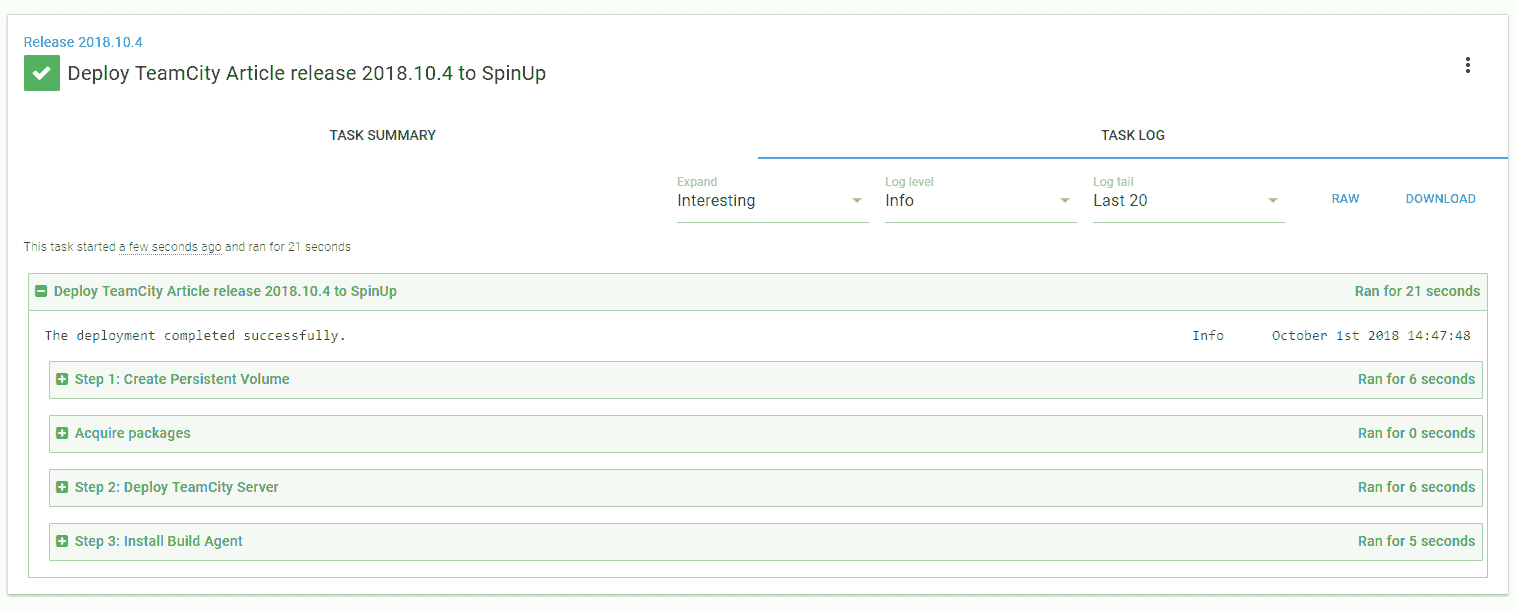 Release 2018.10.4
Deploy TeamCity Article release 2018.10.4 to SpinUp
TASK SUMMARY TASK LOG
Expand Log level Log tail
Interesting Info Last 20 RAW DOWNLOAD
This task started a few seconds ago and ran for 21 seconds
Deploy TeamCity Article release 2018.10.4 to SpinUp Ran for 21 seconds
The deployment completed successfully. Info October 1st 2018 14:47:48
Step 1: Create Persistent Volume Ran for 6 seconds
Acquire packages Ran for 0 seconds
Step 2: Deploy TeamCity Server Ran for 6 seconds
Step 3: Install Build Agent Ran for 5 seconds